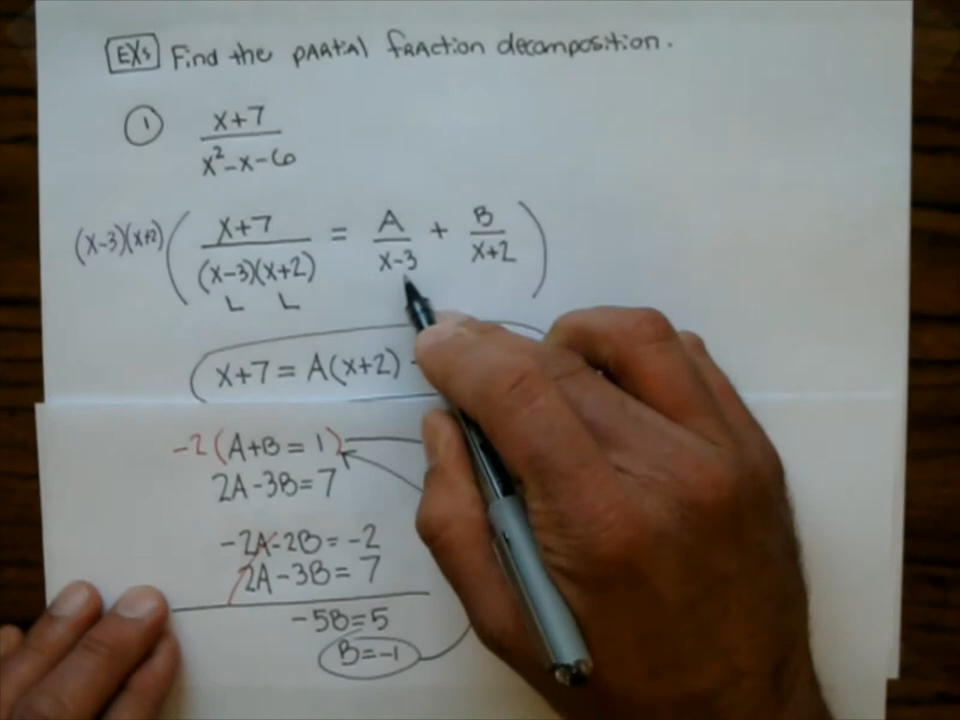 EXs Find the PARtiAl fRACtion decomposition.
1 x+7
x²-x-6
(x-3)(x+2) ( x+7 = A + B )
(x-3)(x+2) x-3 x+2
L L
x+7 = A(x+2)
-2(A+B = 1)
2A-3B=7
-2A-2B = -2
2A-3B = 7
-5B=5
B=-1